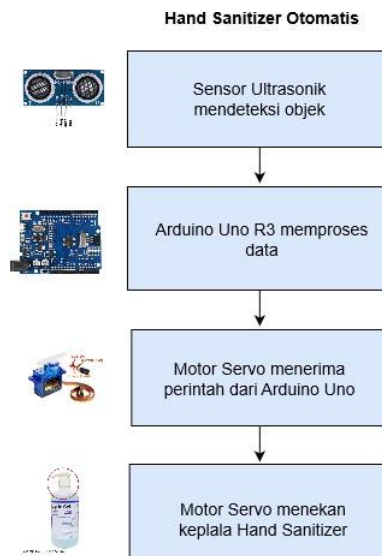 Hand Sanitizer Otomatis
Sensor Ultrasonik
mendeteksi objek
Arduino Uno R3 memproses
data
Motor Servo menerima
perintah dari Arduino Uno
Motor Servo menekan
keplala Hand Sanitizer